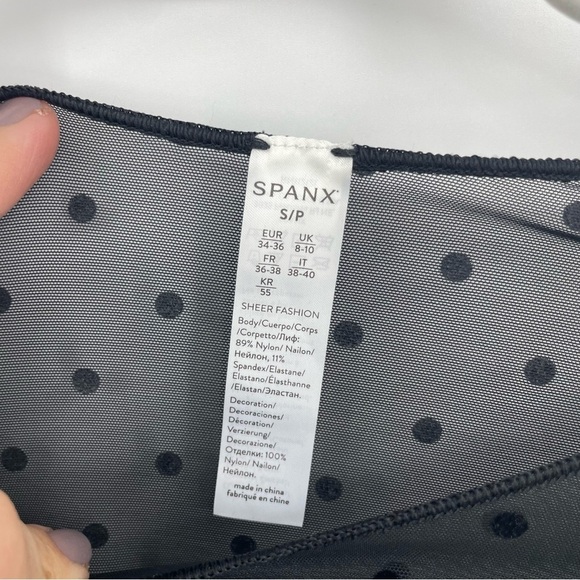 SPANX®
S/P
EUR UK
34-36 8-10
FR IT
36-38 38-40
KR
55
SHEER FASHION
Body/Cuerpo/Corps
/Corpetto/Лиф:
89% Nylon/ Nailon/
Нейлон, 11%
Spandex/Elastane/
Elastano/Élasthanne
/Elastan/Эластан.
Decoration/
Decoraciones/
Décoration/
Verzierung/
Decorazione/
Отделки: 100%
Nylon/ Nailon/
Нейлон.
made in china
fabriqué en chine